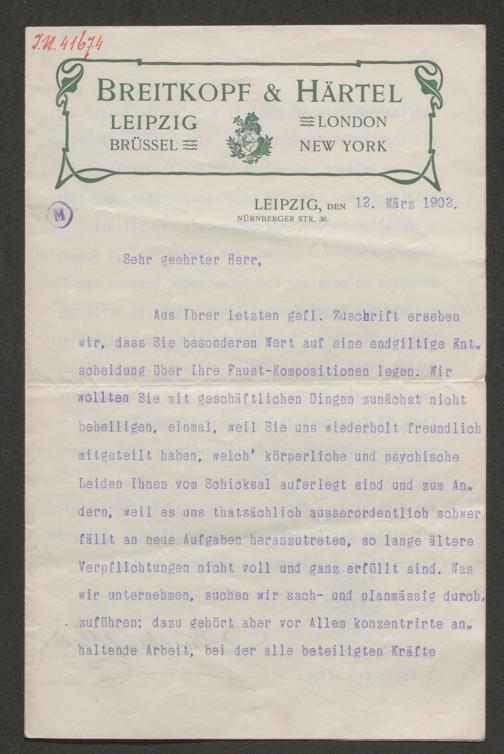 I.N. 41674
BREITKOPF & HÄRTEL
LEIPZIG LONDON
BRÜSSEL NEW YORK
LEIPZIG, DEN 12. März 1902.
NÜRNBERGER STR. 36.
M
Sehr geehrter Herr,
Aus Ihrer letzten gefl. Zuschrift ersehen
wir, dass Sie besonderen Wert auf eine endgiltige Ent-
scheidung über Ihre Faust-Kompositionen legen. Wir
wollten Sie mit geschäftlichen Dingen zunächst nicht
behelligen, einmal, weil Sie uns wiederholt freundlich
mitgeteilt haben, welch' körperliche und psychische
Leiden Ihnen vom Schicksal auferlegt sind und zum An-
dern, weil es uns thatsächlich ausserordentlich schwer
fällt an neue Aufgaben heranzutreten, so lange ältere
Verpflichtungen nicht voll und ganz erfüllt sind. Was
wir unternehmen, suchen wir sach- und planmässig durch-
zuführen; dazu gehört aber vor Allem konzentrirte an-
haltende Arbeit, bei der alle beteiligten Kräfte